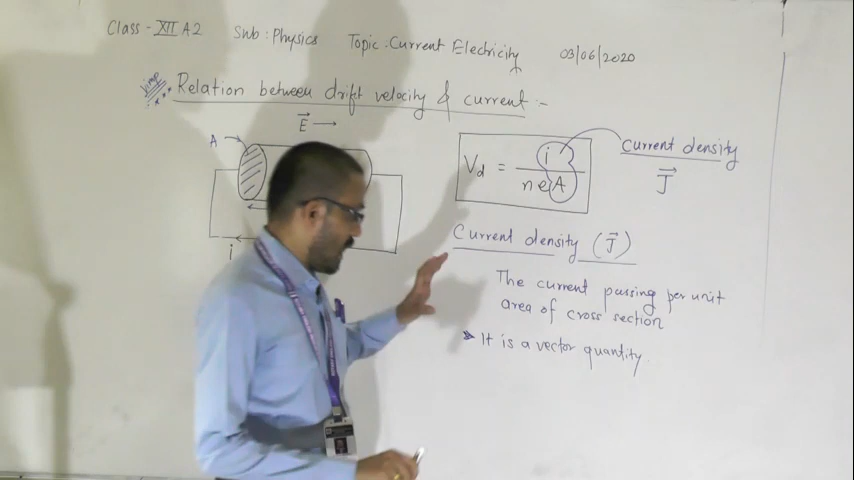 Class - XII A2 Sub: Physics Topic: Current Electricity 03/06/2020
Imp Relation between drift velocity & current :-
E →
A
i
Vd = i / neA
Current density
J
Current density (J)
The current passing per unit
area of cross section
It is a vector quantity.